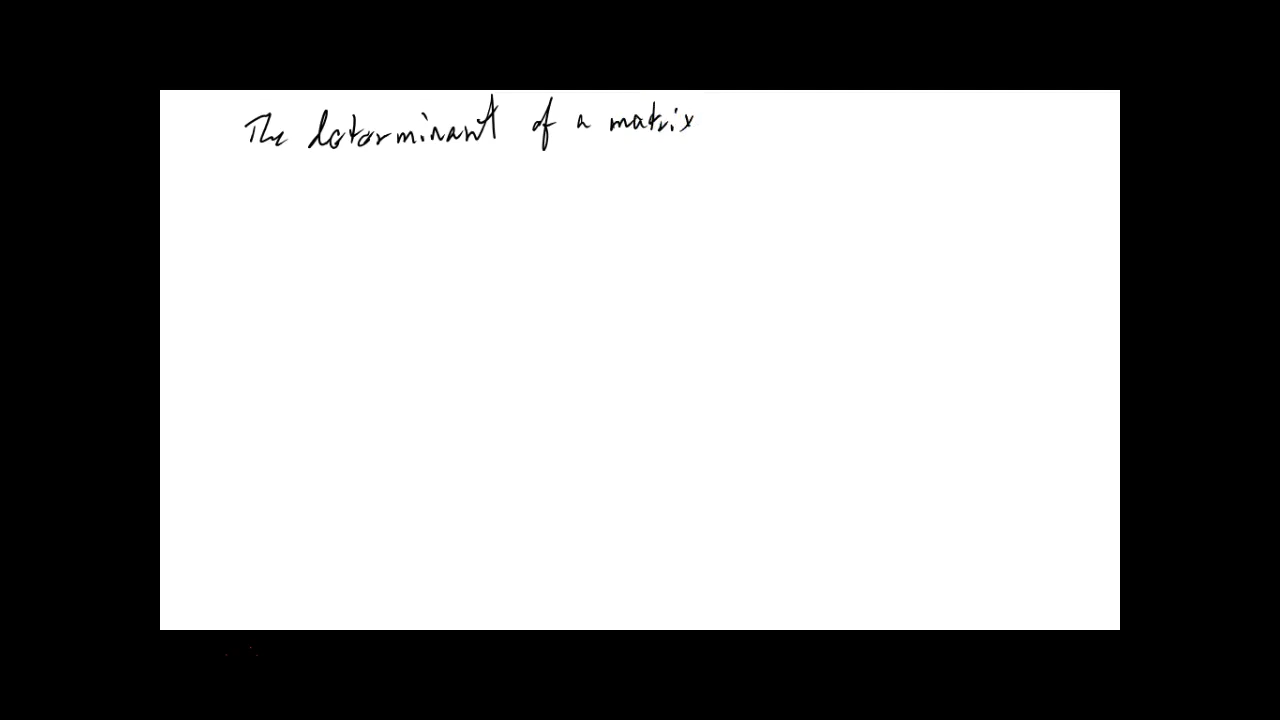 The determinant of a matrix